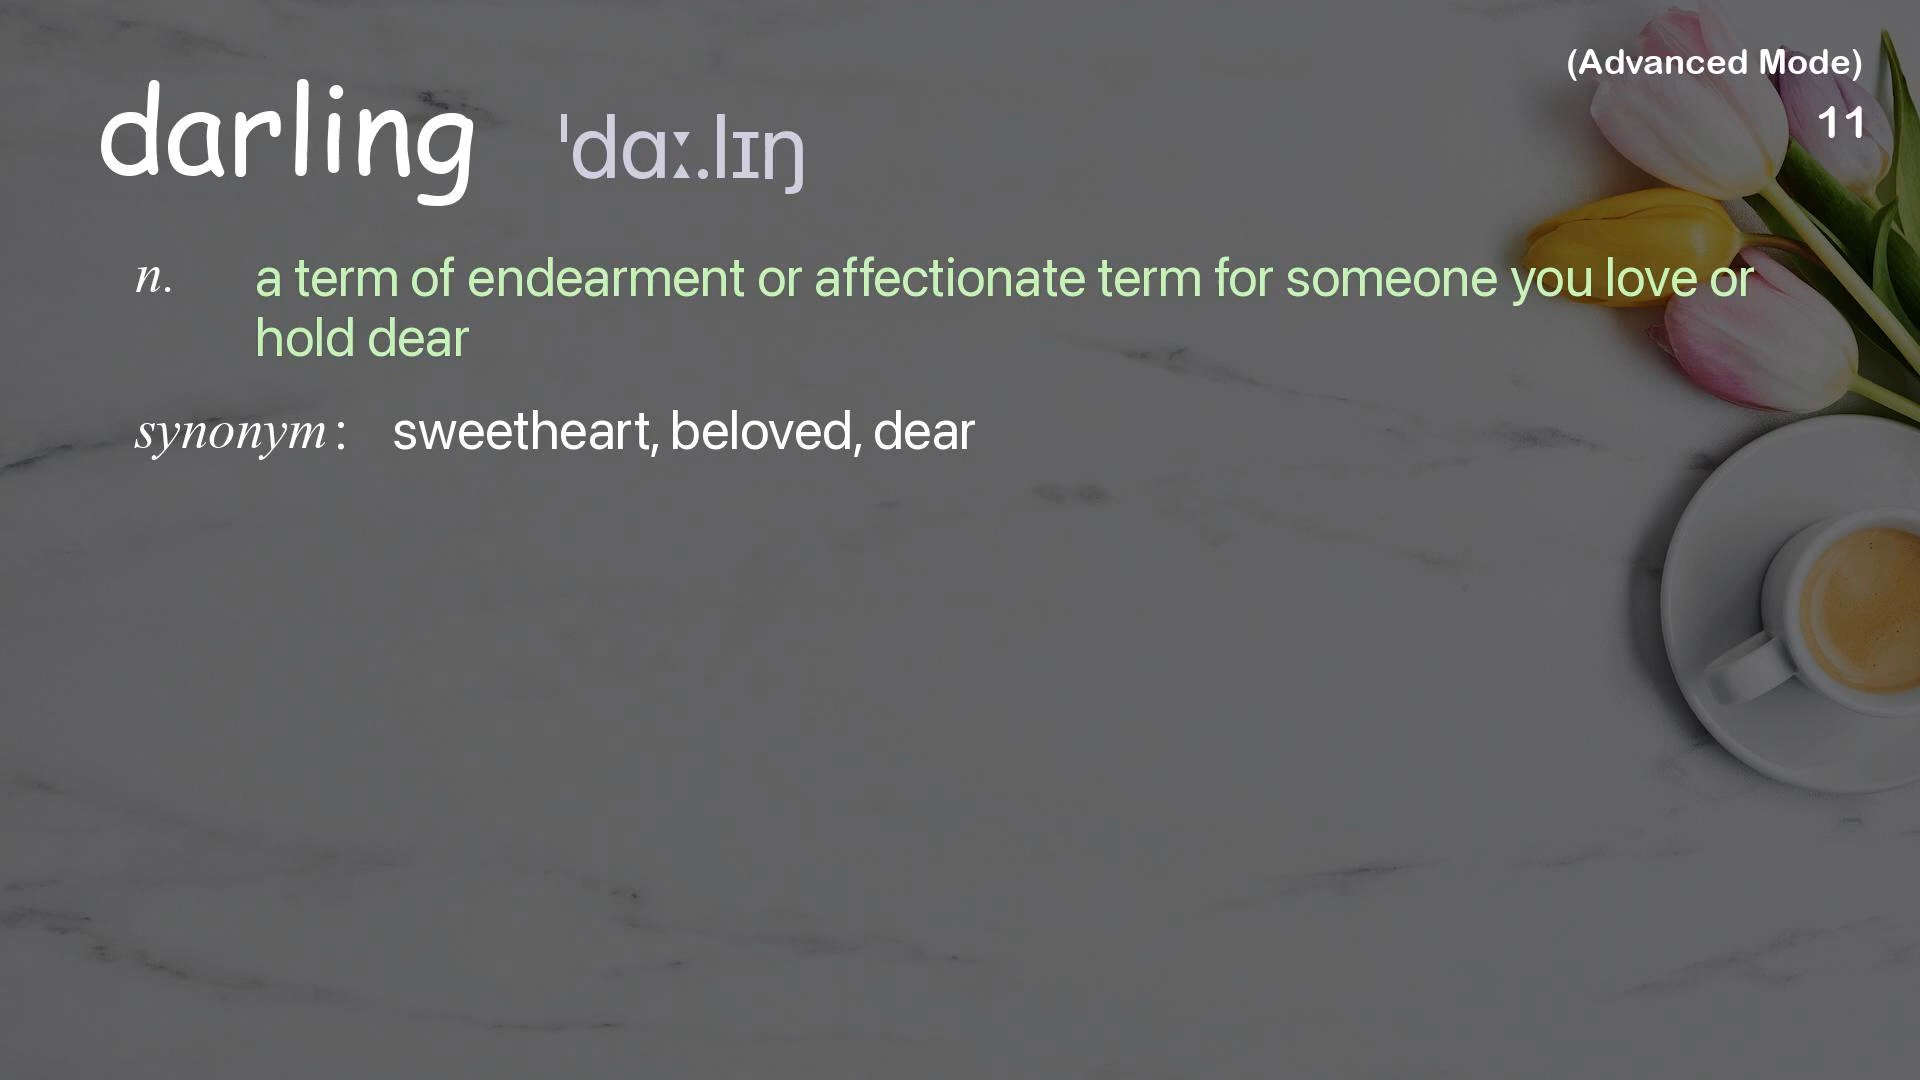 (Advanced Mode)
11
darling ˈdɑː.lɪŋ
n. a term of endearment or affectionate term for someone you love or
hold dear
synonym: sweetheart, beloved, dear